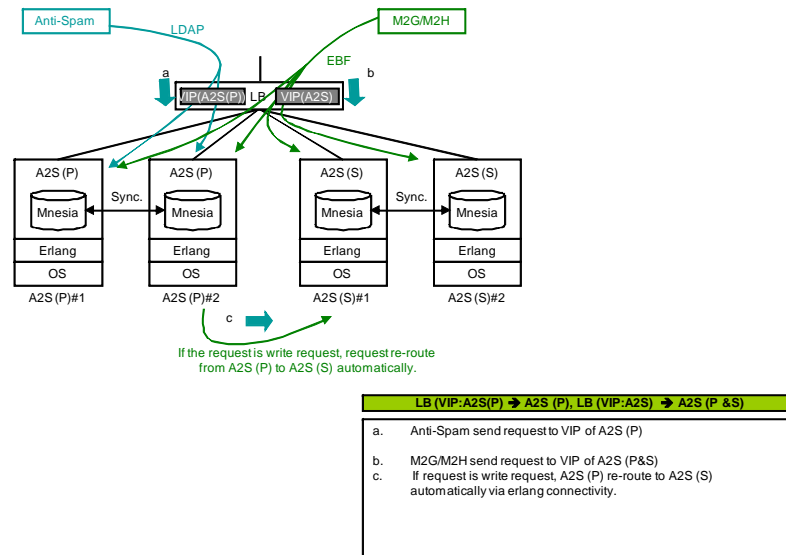 Anti-Spam
M2G/M2H
LDAP
EBF
a
b
VIP(A2S(P))
LB
VIP(A2S)
A2S (P)
A2S (P)
A2S (S)
A2S (S)
Mnesia
Sync.
Mnesia
Mnesia
Sync.
Mnesia
Erlang
Erlang
Erlang
Erlang
OS
OS
OS
OS
A2S (P)#1
A2S (P)#2
A2S (S)#1
A2S (S)#2
c
If the request is write request, request re-route
from A2S (P) to A2S (S) automatically.
LB (VIP:A2S(P) ➔ A2S (P), LB (VIP:A2S) ➔ A2S (P &S)
a. Anti-Spam send request to VIP of A2S (P)
b. M2G/M2H send request to VIP of A2S (P&S)
c. If request is write request, A2S (P) re-route to A2S (S)
automatically via erlang connectivity.